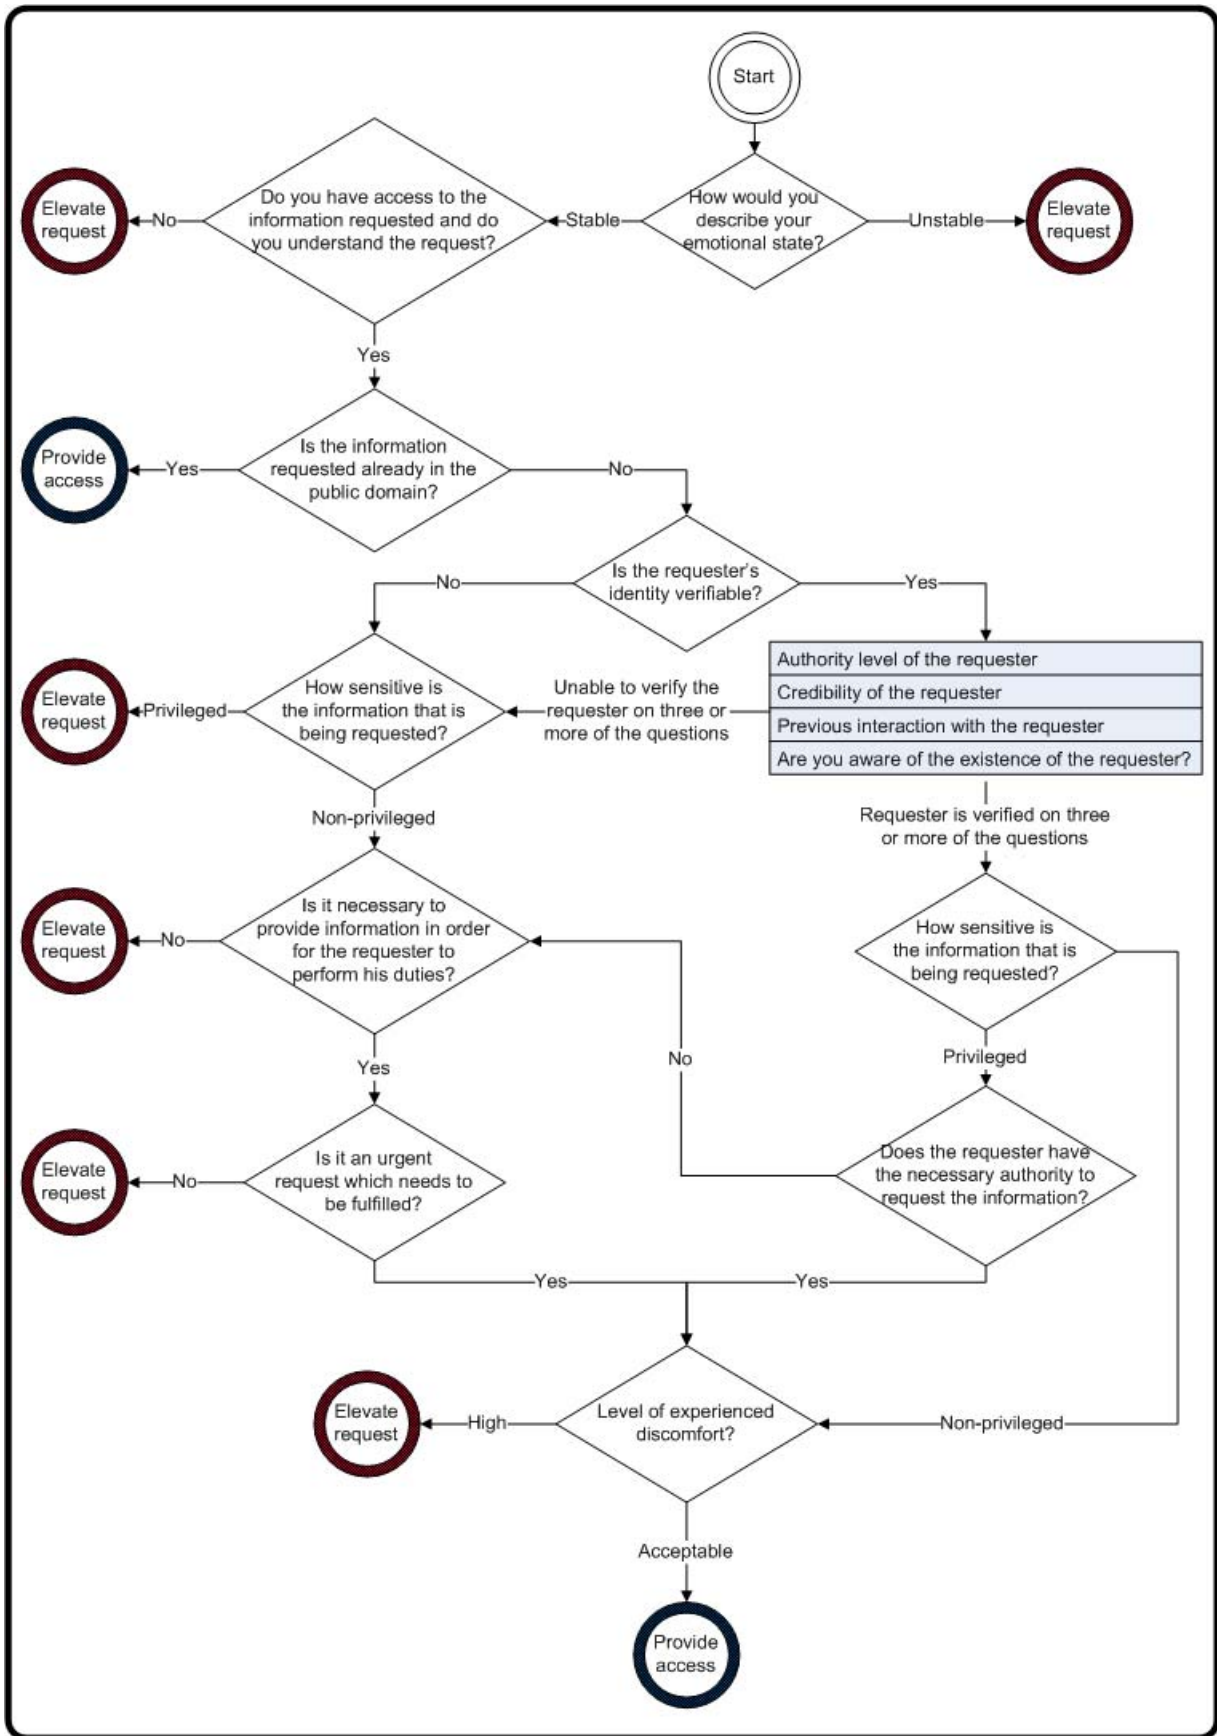 Start
How would you
describe your
emotional state?
Stable
Unstable
Elevate
request
Do you have access to the
information requested and do
you understand the request?
No
Elevate
request
Yes
Is the information
requested already in the
public domain?
Yes
Provide
access
No
Is the requester's
identity verifiable?
No
Yes
Authority level of the requester
Credibility of the requester
Previous interaction with the requester
Are you aware of the existence of the requester?
Unable to verify the
requester on three or
more of the questions
How sensitive is
the information that is
being requested?
Privileged
Elevate
request
Non-privileged
Requester is verified on three
or more of the questions
Is it necessary to
provide information in order
for the requester to
perform his duties?
No
Elevate
request
How sensitive is
the information that is
being requested?
Yes
No
Privileged
Is it an urgent
request which needs to
be fulfilled?
No
Elevate
request
Does the requester have
the necessary authority to
request the information?
Yes
Yes
Level of experienced
discomfort?
High
Elevate
request
Non-privileged
Acceptable
Provide
access